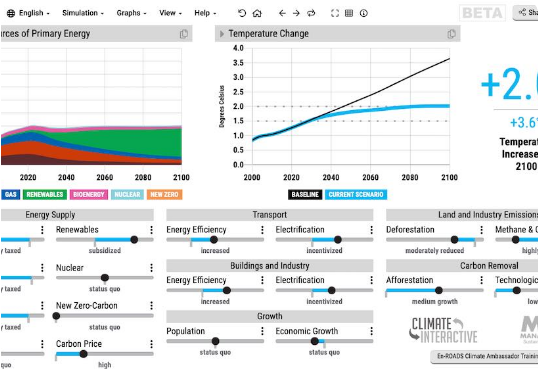 English Simulation Graphs View Help BETA Sha
rces of Primary Energy
Temperature Change
Degrees Celsius
4.0
3.5
3.0
2.5
2.0
1.5
1.0
0.5
0.0
2020 2040 2060 2080 2100
2000 2020 2040 2060 2080 2100
GAS RENEWABLES BIOENERGY NUCLEAR NEW ZERO
BASELINE CURRENT SCENARIO
+2.0
+3.6°
Temperat
Increase
2100
Energy Supply
y taxed
y taxed
y taxed
Renewables
subsidized
Nuclear
status quo
New Zero-Carbon
status quo
Carbon Price
high
quo
Transport
Energy Efficiency
increased
Electrification
incentivized
Buildings and Industry
Energy Efficiency
increased
Electrification
incentivized
Growth
Population
status quo
Economic Growth
status quo
Land and Industry Emissions
Deforestation
moderately reduced
Methane & O
highl
Carbon Removal
Afforestation
medium growth
Technologic
low
CLIMATE
INTERACTIVE
En-ROADS Climate Ambassador Trainin